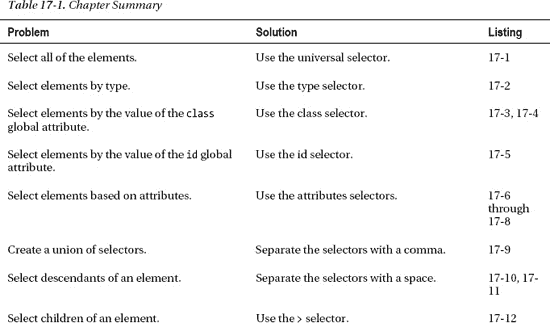 Table 17-1. Chapter Summary
Problem Solution Listing
Select all of the elements. Use the universal selector. 17-1
Select elements by type. Use the type selector. 17-2
Select elements by the value of the class Use the class selector. 17-3, 17-4
global attribute.
Select elements by the value of the id global Use the id selector. 17-5
attribute.
Select elements based on attributes. Use the attributes selectors. 17-6
through
17-8
Create a union of selectors. Separate the selectors with a comma. 17-9
Select descendants of an element. Separate the selectors with a space. 17-10, 17-
11
Select children of an element. Use the > selector. 17-12